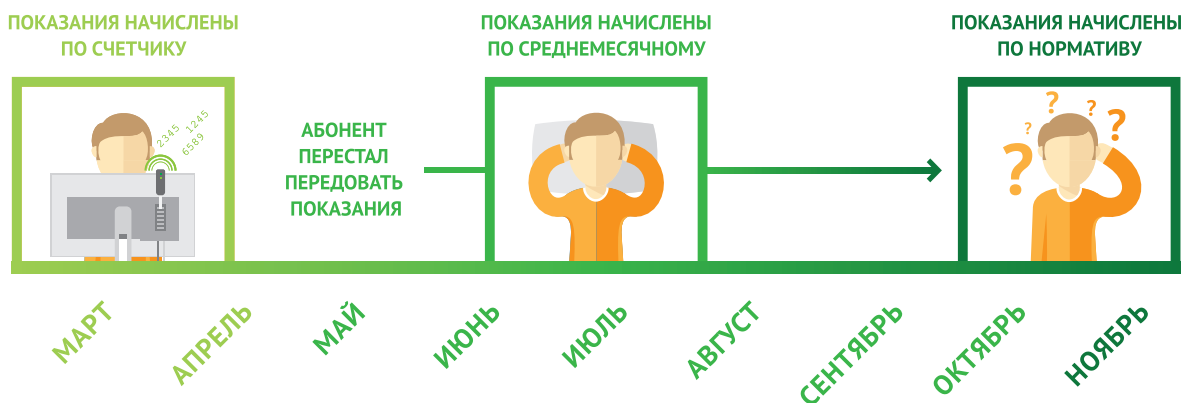 ПОКАЗАНИЯ НАЧИСЛЕНЫ
ПО СЧЕТЧИКУ
ПОКАЗАНИЯ НАЧИСЛЕНЫ
ПО СРЕДНЕМЕСЯЧНОМУ
ПОКАЗАНИЯ НАЧИСЛЕНЫ
ПО НОРМАТИВУ
2345 1245
6589
АБОНЕНТ
ПЕРЕСТАЛ
ПЕРЕДОВАТЬ
ПОКАЗАНИЯ
? ? ? ? ?
МАРТ
АПРЕЛЬ
МАЙ
ИЮНЬ
ИЮЛЬ
АВГУСТ
СЕНТЯБРЬ
ОКТЯБРЬ
НОЯБРЬ